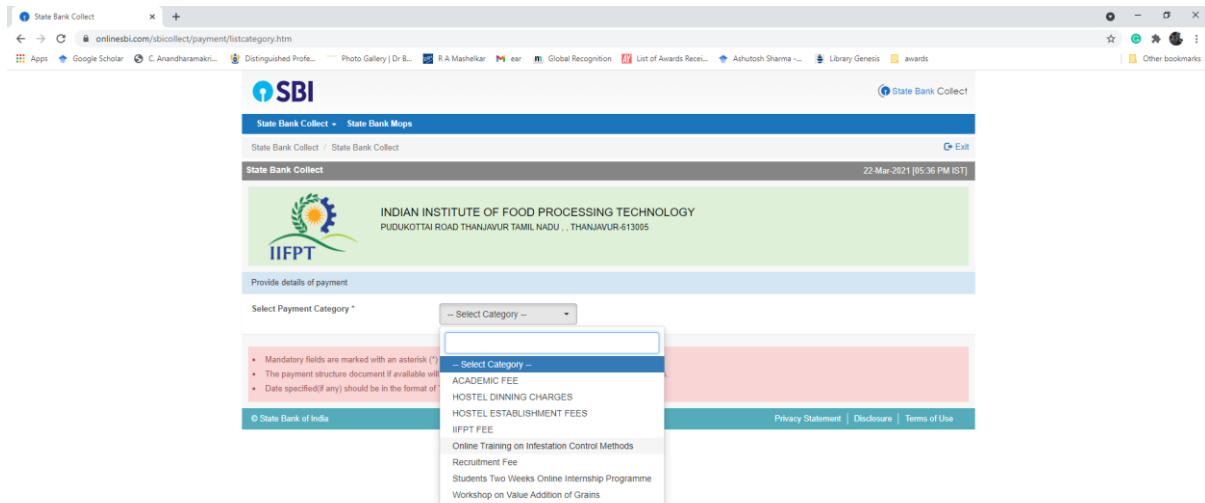 State Bank Collect
onlinesbi.com/sbicollect/payment/listcategory.htm
Apps Google Scholar C. Anandharamakri... Distinguished Profe... Photo Gallery | Dr B... R A Mashelkar ear Global Recognition List of Awards Recei... Ashutosh Sharma -... Library Genesis awards Other bookmarks
SBI State Bank Collect
State Bank Collect State Bank Mops
State Bank Collect / State Bank Collect Exit
State Bank Collect 22-Mar-2021 [05:36 PM IST]
INDIAN INSTITUTE OF FOOD PROCESSING TECHNOLOGY
PUDUKOTTAI ROAD THANJAVUR TAMIL NADU , , THANJAVUR-613005
IIFPT
Provide details of payment
Select Payment Category * -- Select Category --
Mandatory fields are marked with an asterisk (*)
The payment structure document if available will
Date specified(if any) should be in the format of '
-- Select Category --
ACADEMIC FEE
HOSTEL DINNING CHARGES
HOSTEL ESTABLISHMENT FEES
IIFPT FEE
Online Training on Infestation Control Methods
Recruitment Fee
Students Two Weeks Online Internship Programme
Workshop on Value Addition of Grains
© State Bank of India Privacy Statement | Disclosure | Terms of Use